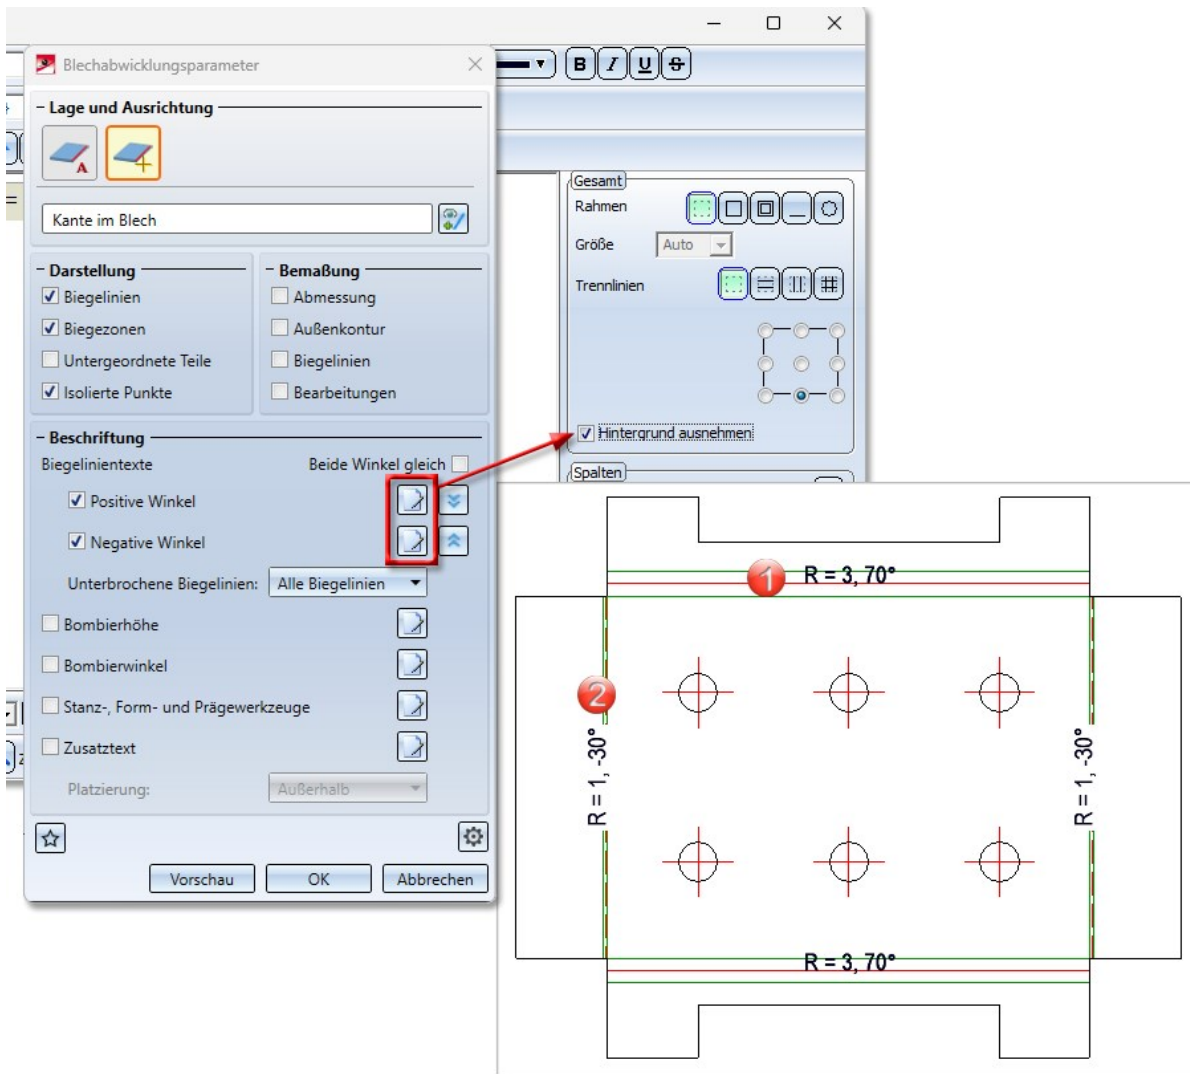 Blechabwicklungsparameter
B I U S
Lage und Ausrichtung
A
Kante im Blech
Darstellung
Bemaßung
Biegelinien
Abmessung
Biegezonen
Außenkontur
Untergeordnete Teile
Biegelinien
Isolierte Punkte
Bearbeitungen
Beschriftung
Biegelinientexte
Beide Winkel gleich
Positive Winkel
Negative Winkel
Unterbrochene Biegelinien:
Alle Biegelinien
Bombierhöhe
Bombierwinkel
Stanz-, Form- und Prägewerkzeuge
Zusatztext
Platzierung:
Außerhalb
Vorschau
OK
Abbrechen
Gesamt
Rahmen
Größe
Auto
Trennlinien
Hintergrund ausnehmen
Spalten
1
R = 3, 70°
2
R = 1, -30°
R = 1, -30°
R = 3, 70°